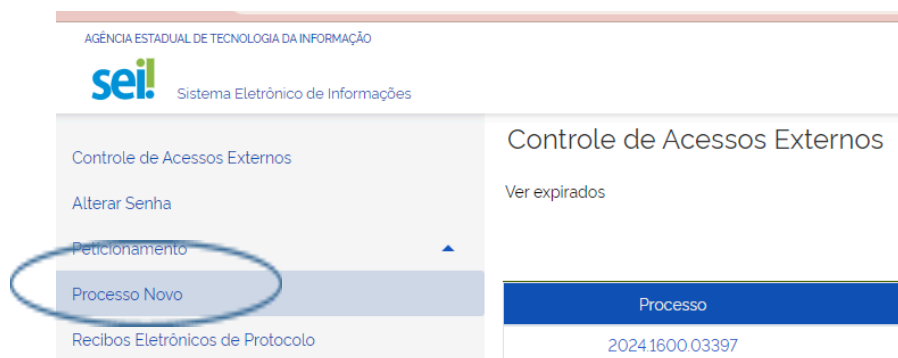 AGÊNCIA ESTADUAL DE TECNOLOGIA DA INFORMAÇÃO
sei!
Sistema Eletrônico de Informações
Controle de Acessos Externos
Alterar Senha
Peticionamento
Processo Novo
Recibos Eletrônicos de Protocolo
Controle de Acessos Externos
Ver expirados
Processo
2024.1600.03397